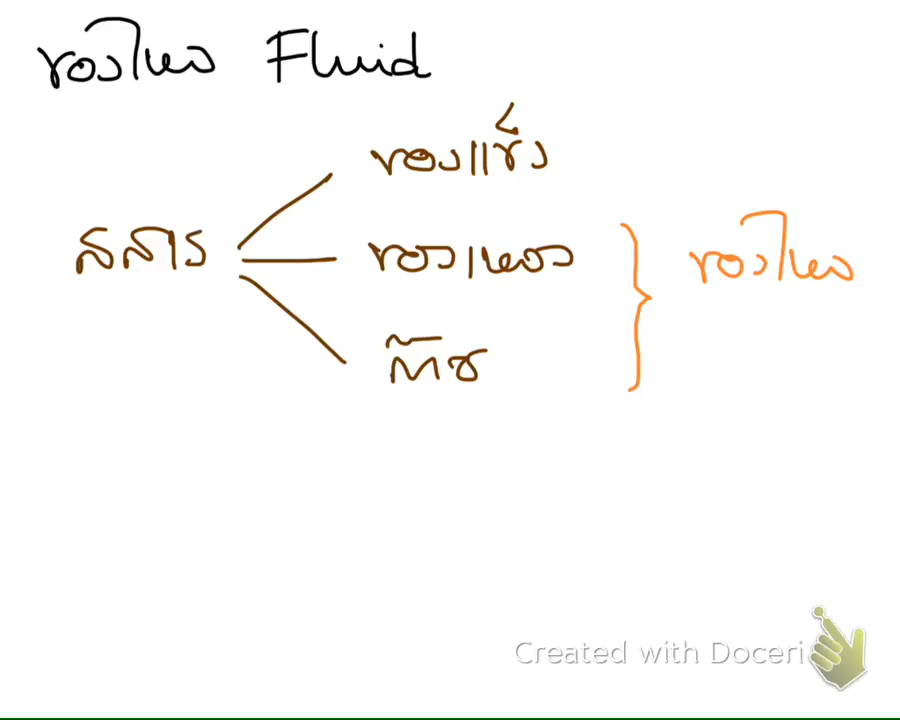 ของไหล Fluid
ของแข็ง
สสาร ของเหลว ของไหล
ก๊าซ
Created with Doceri